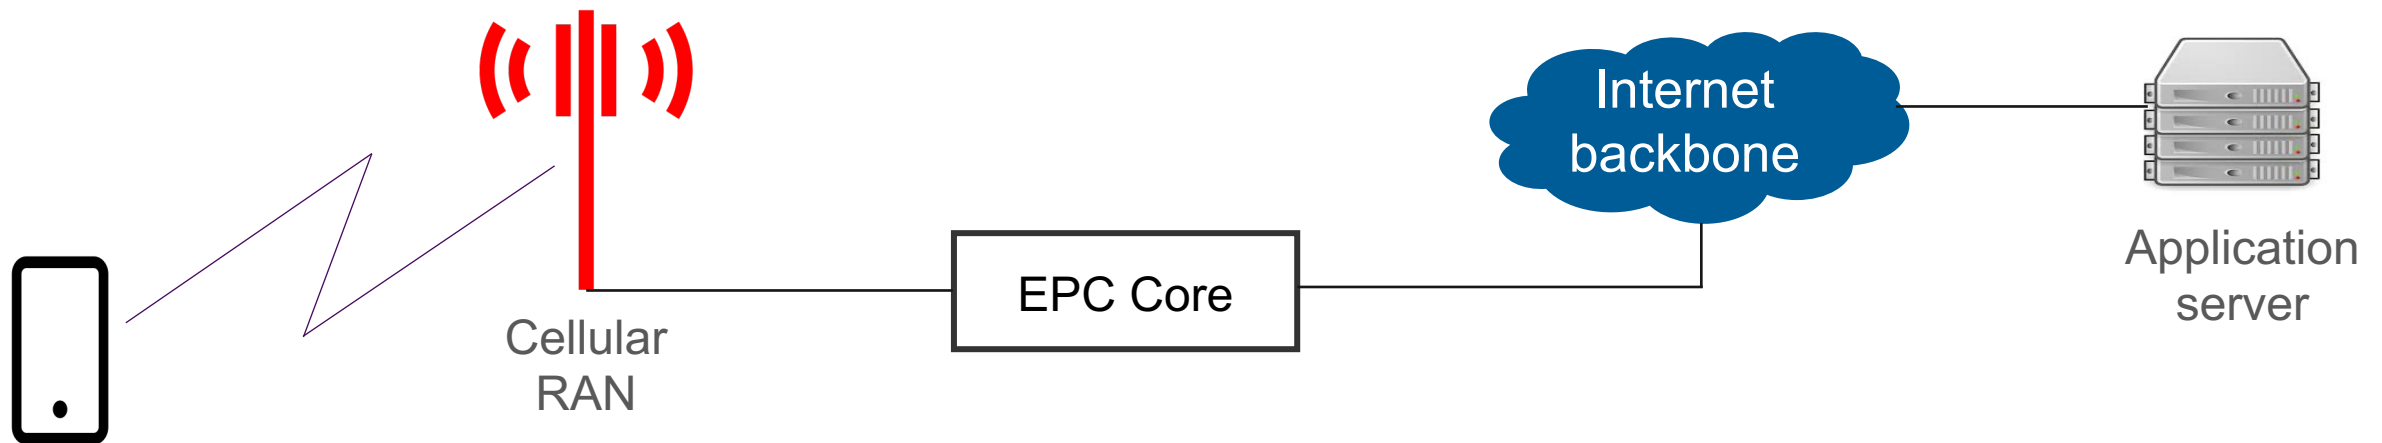 Internet
backbone
Application
server
EPC Core
Cellular
RAN